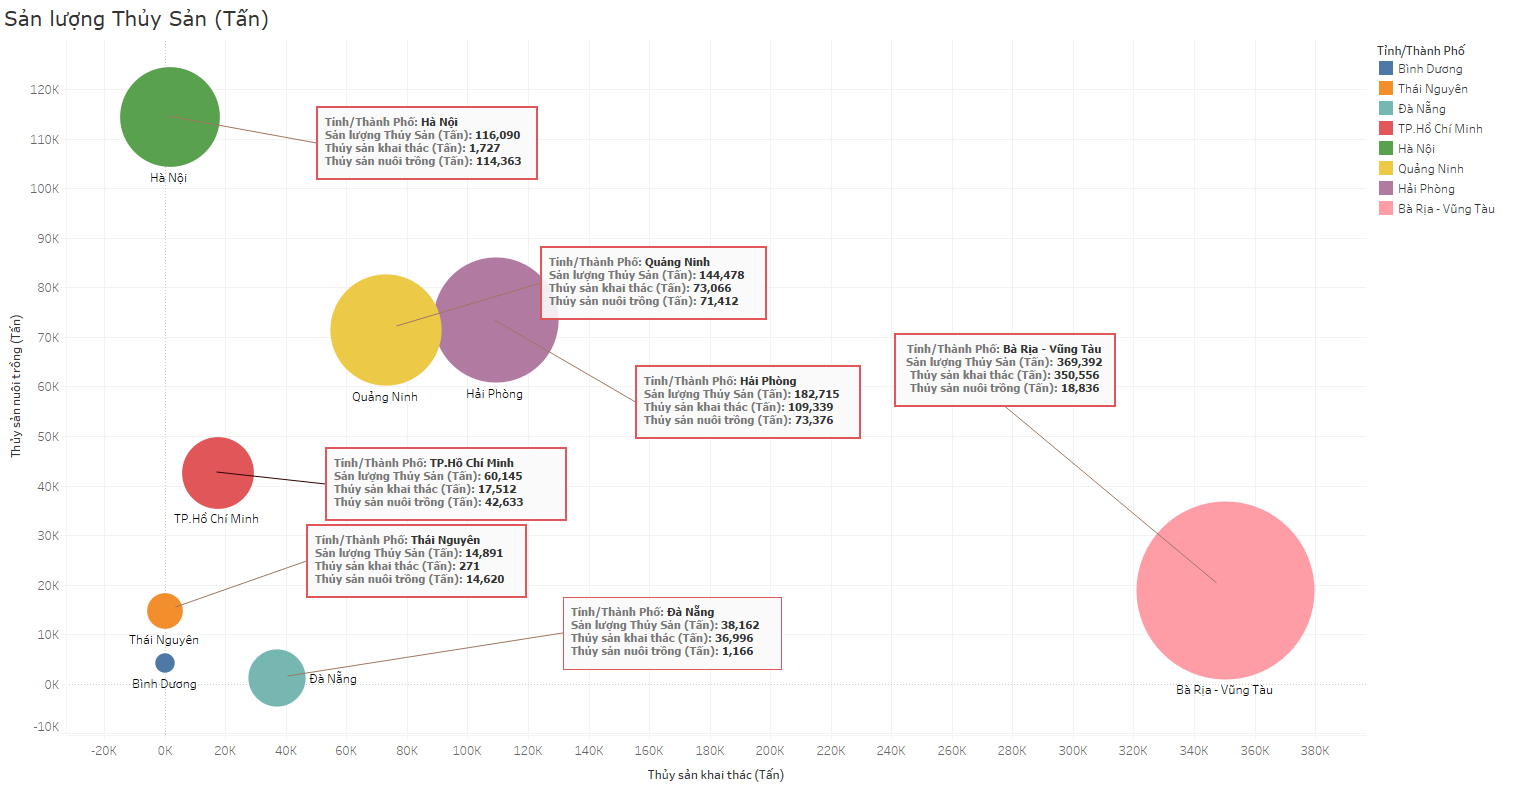 Sản lượng Thủy Sản (Tấn)
Tỉnh/Thành Phố
Bình Dương
Thái Nguyên
Đà Nẵng
TP.Hồ Chí Minh
Hà Nội
Quảng Ninh
Hải Phòng
Bà Rịa - Vũng Tàu
Thủy sản nuôi trồng (Tấn)
120K
110K
100K
90K
80K
70K
60K
50K
40K
30K
20K
10K
0K
-10K
Hà Nội
Tỉnh/Thành Phố: Hà Nội
Sản lượng Thủy Sản (Tấn): 116,090
Thủy sản khai thác (Tấn): 1,727
Thủy sản nuôi trồng (Tấn): 114,363
Tỉnh/Thành Phố: Quảng Ninh
Sản lượng Thủy Sản (Tấn): 144,478
Thủy sản khai thác (Tấn): 73,066
Thủy sản nuôi trồng (Tấn): 71,412
Quảng Ninh
Hải Phòng
Tỉnh/Thành Phố: Hải Phòng
Sản lượng Thủy Sản (Tấn): 182,715
Thủy sản khai thác (Tấn): 109,339
Thủy sản nuôi trồng (Tấn): 73,376
Tỉnh/Thành Phố: Bà Rịa - Vũng Tàu
Sản lượng Thủy Sản (Tấn): 369,392
Thủy sản khai thác (Tấn): 350,556
Thủy sản nuôi trồng (Tấn): 18,836
Tỉnh/Thành Phố: TP.Hồ Chí Minh
Sản lượng Thủy Sản (Tấn): 60,145
Thủy sản khai thác (Tấn): 17,512
Thủy sản nuôi trồng (Tấn): 42,633
TP.Hồ Chí Minh
Tỉnh/Thành Phố: Thái Nguyên
Sản lượng Thủy Sản (Tấn): 14,891
Thủy sản khai thác (Tấn): 271
Thủy sản nuôi trồng (Tấn): 14,620
Thái Nguyên
Tỉnh/Thành Phố: Đà Nẵng
Sản lượng Thủy Sản (Tấn): 38,162
Thủy sản khai thác (Tấn): 36,996
Thủy sản nuôi trồng (Tấn): 1,166
Bình Dương
Đà Nẵng
Bà Rịa - Vũng Tàu
-20K 0K 20K 40K 60K 80K 100K 120K 140K 160K 180K 200K 220K 240K 260K 280K 300K 320K 340K 360K 380K
Thủy sản khai thác (Tấn)